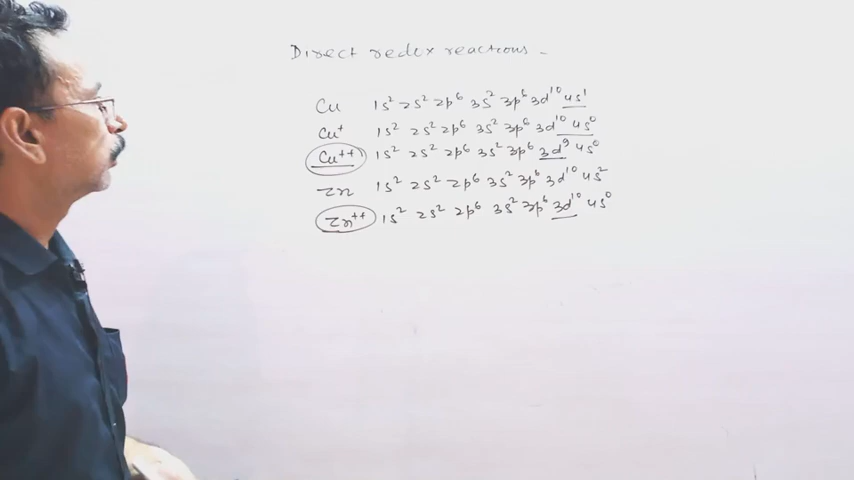 Direct redox reactions -
Cu 1s² 2s² 2p⁶ 3s² 3p⁶ 3d¹⁰ 4s¹
Cu⁺ 1s² 2s² 2p⁶ 3s² 3p⁶ 3d¹⁰ 4s⁰
Cu⁺⁺ 1s² 2s² 2p⁶ 3s² 3p⁶ 3d⁹ 4s⁰
Zn 1s² 2s² 2p⁶ 3s² 3p⁶ 3d¹⁰ 4s²
Zn⁺⁺ 1s² 2s² 2p⁶ 3s² 3p⁶ 3d¹⁰ 4s⁰